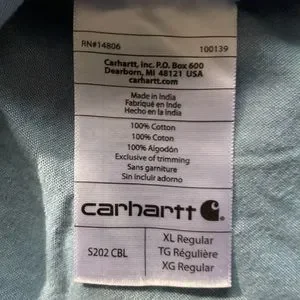 RN#14806 100139
Carhartt, Inc. P.O. Box 600
Dearborn, MI 48121 USA
carhartt.com
Made in India
Fabriqué en Inde
Hecho en la India
100% Cotton
100% Coton
100% Algodón
Exclusive of trimming
Sans garniture
Sin incluir adorno
carhartt
S202 CBL
XL Regular
TG Régulière
XG Regular